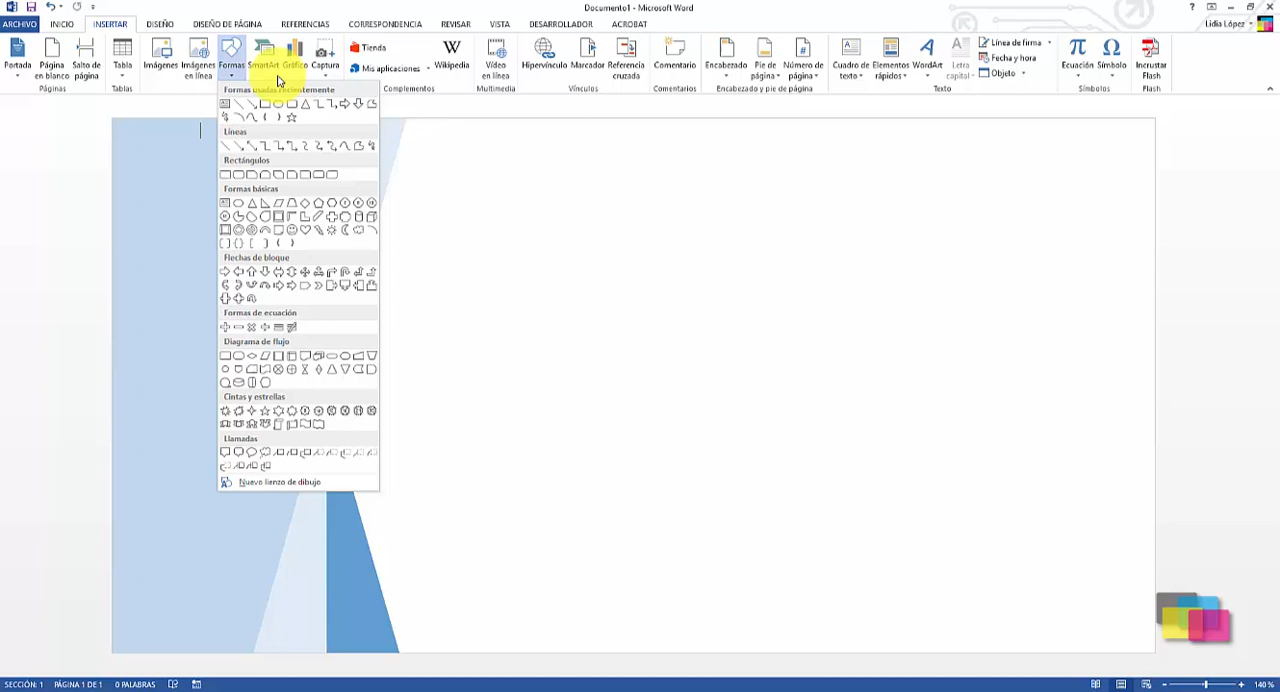 Documento1 - Microsoft Word
ARCHIVO INICIO INSERTAR DISEÑO DISEÑO DE PÁGINA REFERENCIAS CORRESPONDENCIA REVISAR VISTA DESARROLLADOR ACROBAT
Lidia López
Portada
Página en blanco
Salto de página
Páginas
Tabla
Tablas
Imágenes
Imágenes en línea
Formas
SmartArt
Gráfico
Captura
Tienda
Mis aplicaciones
Wikipedia
Complementos
Vídeo en línea
Multimedia
Hipervínculo
Marcador
Referencia cruzada
Vínculos
Comentario
Comentarios
Encabezado
Pie de página
Número de página
Encabezado y pie de página
Cuadro de texto
Elementos rápidos
WordArt
Letra capital
Línea de firma
Fecha y hora
Objeto
Texto
Ecuación
Símbolo
Símbolos
Incrustar Flash
Flash
Formas usadas recientemente
Líneas
Rectángulos
Formas básicas
Flechas de bloque
Formas de ecuación
Diagrama de flujo
Cintas y estrellas
Llamadas
Nuevo lienzo de dibujo
SECCIÓN: 1 PÁGINA 1 DE 1 0 PALABRAS
140 %